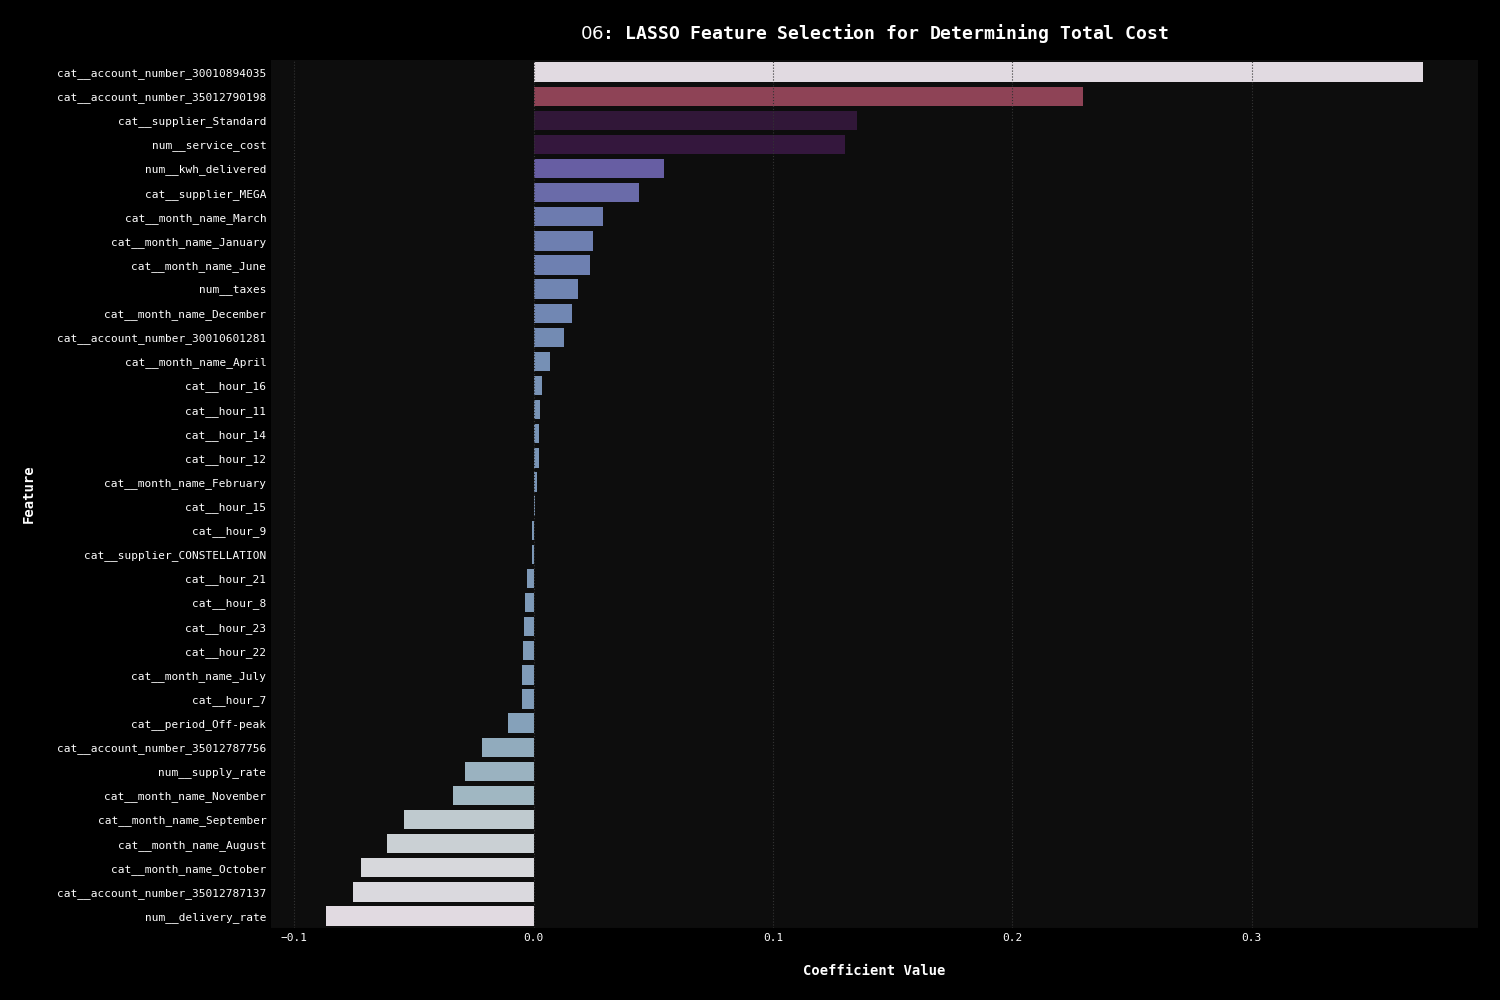 06: LASSO Feature Selection for Determining Total Cost
cat__account_number_30010894035
cat__account_number_35012790198
cat__supplier_Standard
num__service_cost
num__kwh_delivered
cat__supplier_MEGA
cat__month_name_March
cat__month_name_January
cat__month_name_June
num__taxes
cat__month_name_December
cat__account_number_30010601281
cat__month_name_April
cat__hour_16
cat__hour_11
cat__hour_14
cat__hour_12
cat__month_name_February
cat__hour_15
cat__hour_9
cat__supplier_CONSTELLATION
cat__hour_21
cat__hour_8
cat__hour_23
cat__hour_22
cat__month_name_July
cat__hour_7
cat__period_Off-peak
cat__account_number_35012787756
num__supply_rate
cat__month_name_November
cat__month_name_September
cat__month_name_August
cat__month_name_October
cat__account_number_35012787137
num__delivery_rate
Feature
−0.1 0.0 0.1 0.2 0.3
Coefficient Value